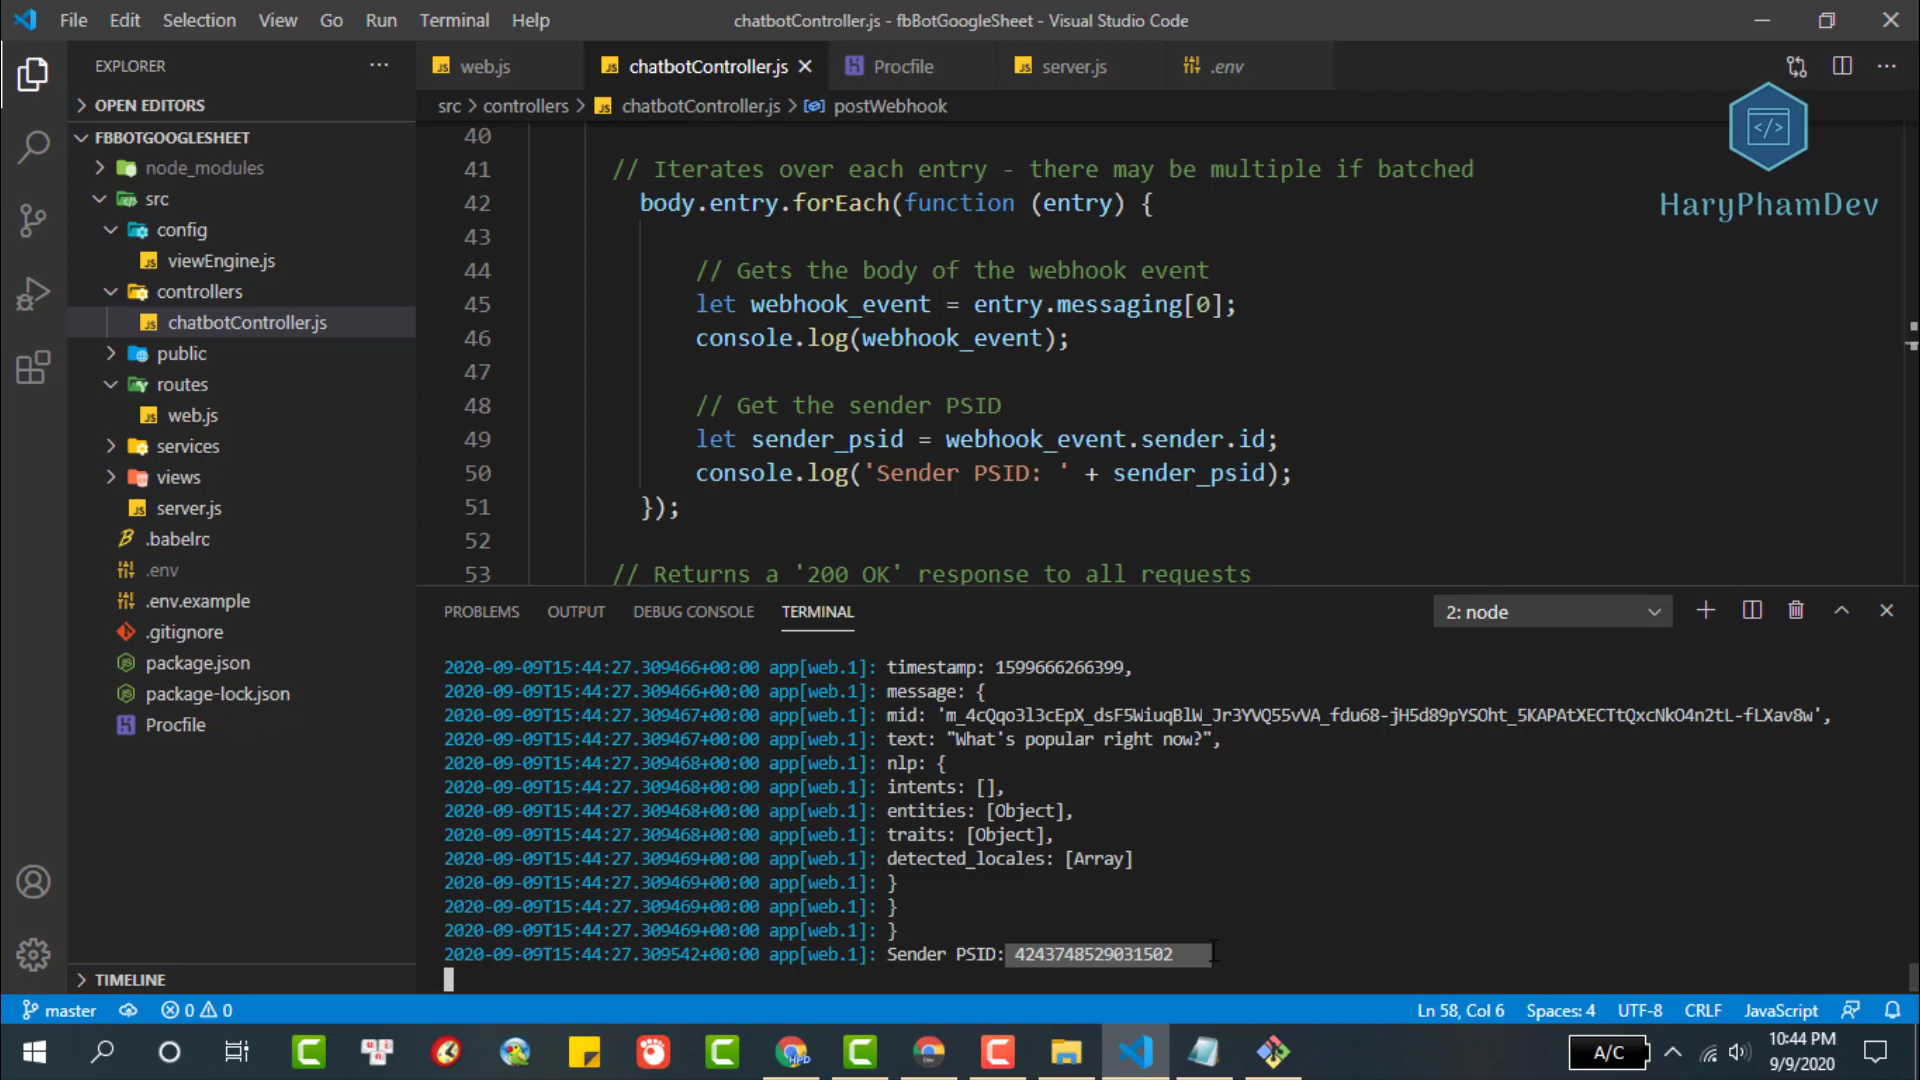 File Edit Selection View Go Run Terminal Help
chatbotController.js - fbBotGoogleSheet - Visual Studio Code
EXPLORER
OPEN EDITORS
FBBOTGOOGLESHEET
node_modules
src
config
viewEngine.js
controllers
chatbotController.js
public
routes
web.js
services
views
server.js
.babelrc
.env
.env.example
.gitignore
package.json
package-lock.json
Procfile
TIMELINE
web.js chatbotController.js Procfile server.js .env
src > controllers > chatbotController.js > postWebhook
HaryPhamDev
40
41 // Iterates over each entry - there may be multiple if batched
42 body.entry.forEach(function (entry) {
43
44 // Gets the body of the webhook event
45 let webhook_event = entry.messaging[0];
46 console.log(webhook_event);
47
48 // Get the sender PSID
49 let sender_psid = webhook_event.sender.id;
50 console.log('Sender PSID: ' + sender_psid);
51 });
52
53 // Returns a '200 OK' response to all requests
PROBLEMS OUTPUT DEBUG CONSOLE TERMINAL
2: node
2020-09-09T15:44:27.309466+00:00 app[web.1]: timestamp: 1599666266399,
2020-09-09T15:44:27.309466+00:00 app[web.1]: message: {
2020-09-09T15:44:27.309467+00:00 app[web.1]: mid: 'm_4cQqo3l3cEpX_dsF5WiuqBlW_Jr3YVQ55vVA_fdu68-jH5d89pYSOht_5KAPAtXECTtQxcNkO4n2tL-fLXav8w',
2020-09-09T15:44:27.309467+00:00 app[web.1]: text: "What's popular right now?",
2020-09-09T15:44:27.309468+00:00 app[web.1]: nlp: {
2020-09-09T15:44:27.309468+00:00 app[web.1]: intents: [],
2020-09-09T15:44:27.309468+00:00 app[web.1]: entities: [Object],
2020-09-09T15:44:27.309468+00:00 app[web.1]: traits: [Object],
2020-09-09T15:44:27.309468+00:00 app[web.1]: detected_locales: [Array]
2020-09-09T15:44:27.309469+00:00 app[web.1]: }
2020-09-09T15:44:27.309469+00:00 app[web.1]: }
2020-09-09T15:44:27.309469+00:00 app[web.1]: }
2020-09-09T15:44:27.309542+00:00 app[web.1]: Sender PSID: 4243748529031502
master 0 0 Ln 58, Col 6 Spaces: 4 UTF-8 CRLF JavaScript
A/C
10:44 PM
9/9/2020